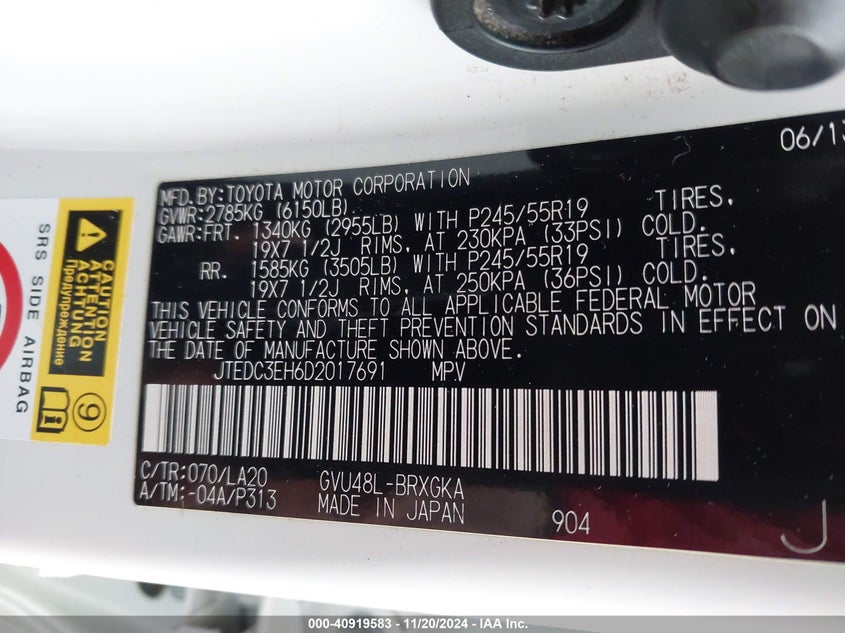 06/13
MFD.BY:TOYOTA MOTOR CORPORATION
GVWR:2785KG (6150LB)
GAWR:FRT. 1340KG (2955LB) WITH P245/55R19 TIRES,
19X7 1/2J RIMS, AT 230KPA (33PSI) COLD.
RR. 1585KG (3505LB) WITH P245/55R19 TIRES,
19X7 1/2J RIMS, AT 250KPA (36PSI) COLD.
THIS VEHICLE CONFORMS TO ALL APPLICABLE FEDERAL MOTOR
VEHICLE SAFETY AND THEFT PREVENTION STANDARDS IN EFFECT ON
THE DATE OF MANUFACTURE SHOWN ABOVE.
JTEDC3EH6D2017691 MPV
C/TR:070/LA20 GVU48L-BRXGKA
A/TM:-04A/P313 MADE IN JAPAN
904
J
CAUTION
ATTENTION
ACHTUNG
Предупреждение
9
SRS SIDE AIRBAG
000-40919583 - 11/20/2024 - IAA Inc.